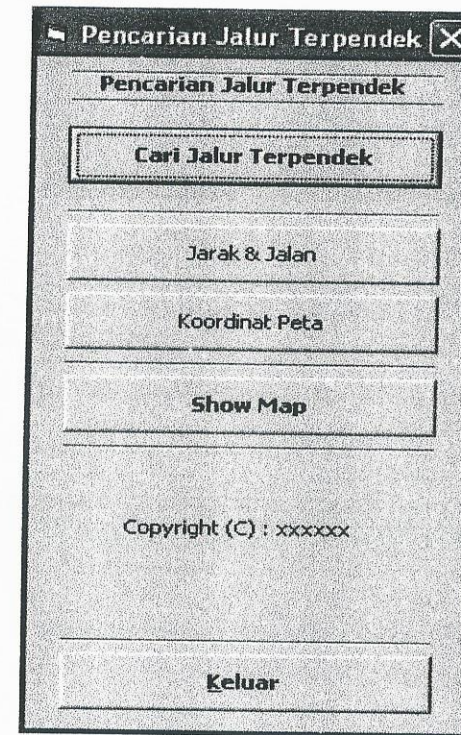 Pencarian Jalur Terpendek
Pencarian Jalur Terpendek
Cari Jalur Terpendek
Jarak & Jalan
Koordinat Peta
Show Map
Copyright (C) : xxxxxx
Keluar